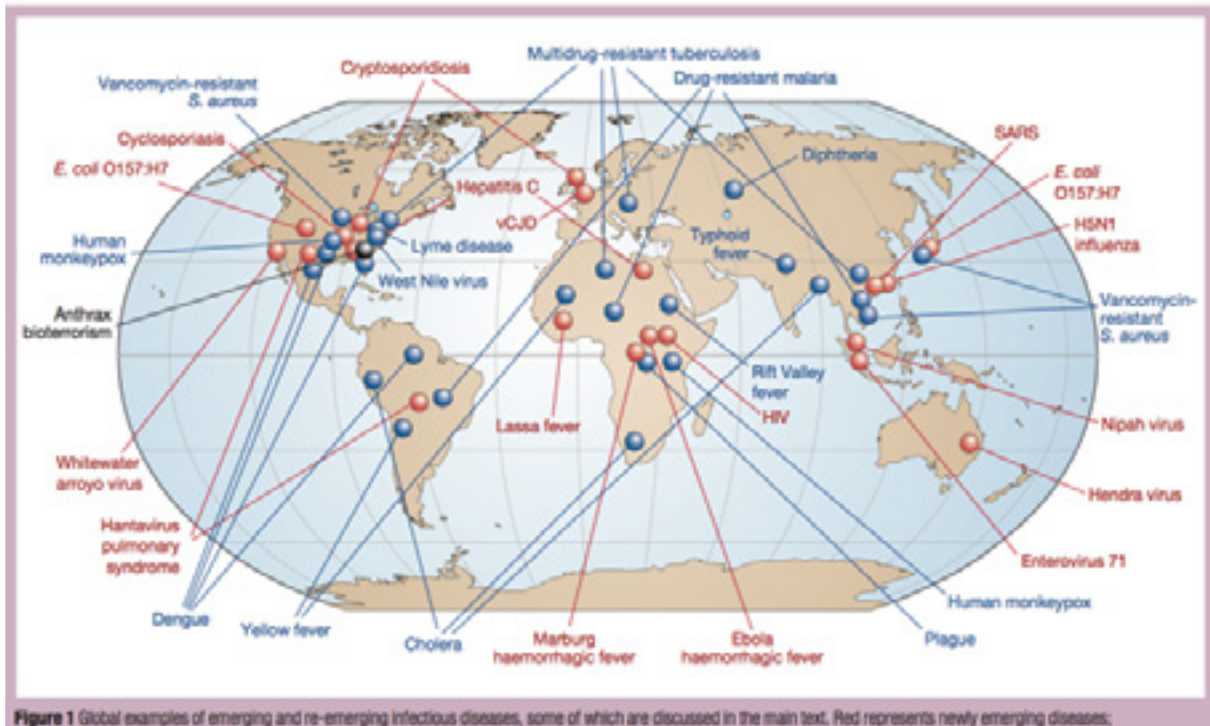 Multidrug-resistant tuberculosis
Cryptosporidiosis
Drug-resistant malaria
Vancomycin-resistant
S. aureus
Cyclosporiasis
SARS
E. coli O157:H7
Hepatitis C
Diphtheria
E. coli
O157:H7
vCJD
H5N1
influenza
Human
monkeypox
Lyme disease
Typhoid
fever
West Nile virus
Anthrax
bioterrorism
Vancomycin-
resistant
S. aureus
Rift Valley
fever
Lassa fever
HIV
Nipah virus
Whitewater
arroyo virus
Hendra virus
Hantavirus
pulmonary
syndrome
Enterovirus 71
Dengue
Yellow fever
Cholera
Marburg
haemorrhagic fever
Ebola
haemorrhagic fever
Plague
Human monkeypox
Figure 1 Global examples of emerging and re-emerging infectious diseases, some of which are discussed in the main text. Red represents newly emerging diseases;